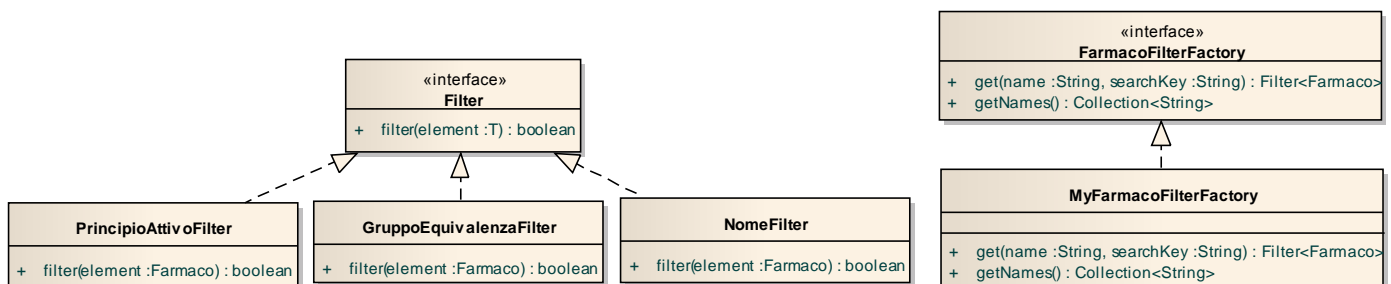 «interface»
Filter
+ filter(element :T) : boolean
PrincipioAttivoFilter
+ filter(element :Farmaco) : boolean
GruppoEquivalenzaFilter
+ filter(element :Farmaco) : boolean
NomeFilter
+ filter(element :Farmaco) : boolean
«interface»
FarmacoFilterFactory
+ get(name :String, searchKey :String) : Filter<Farmaco>
+ getNames() : Collection<String>
MyFarmacoFilterFactory
+ get(name :String, searchKey :String) : Filter<Farmaco>
+ getNames() : Collection<String>